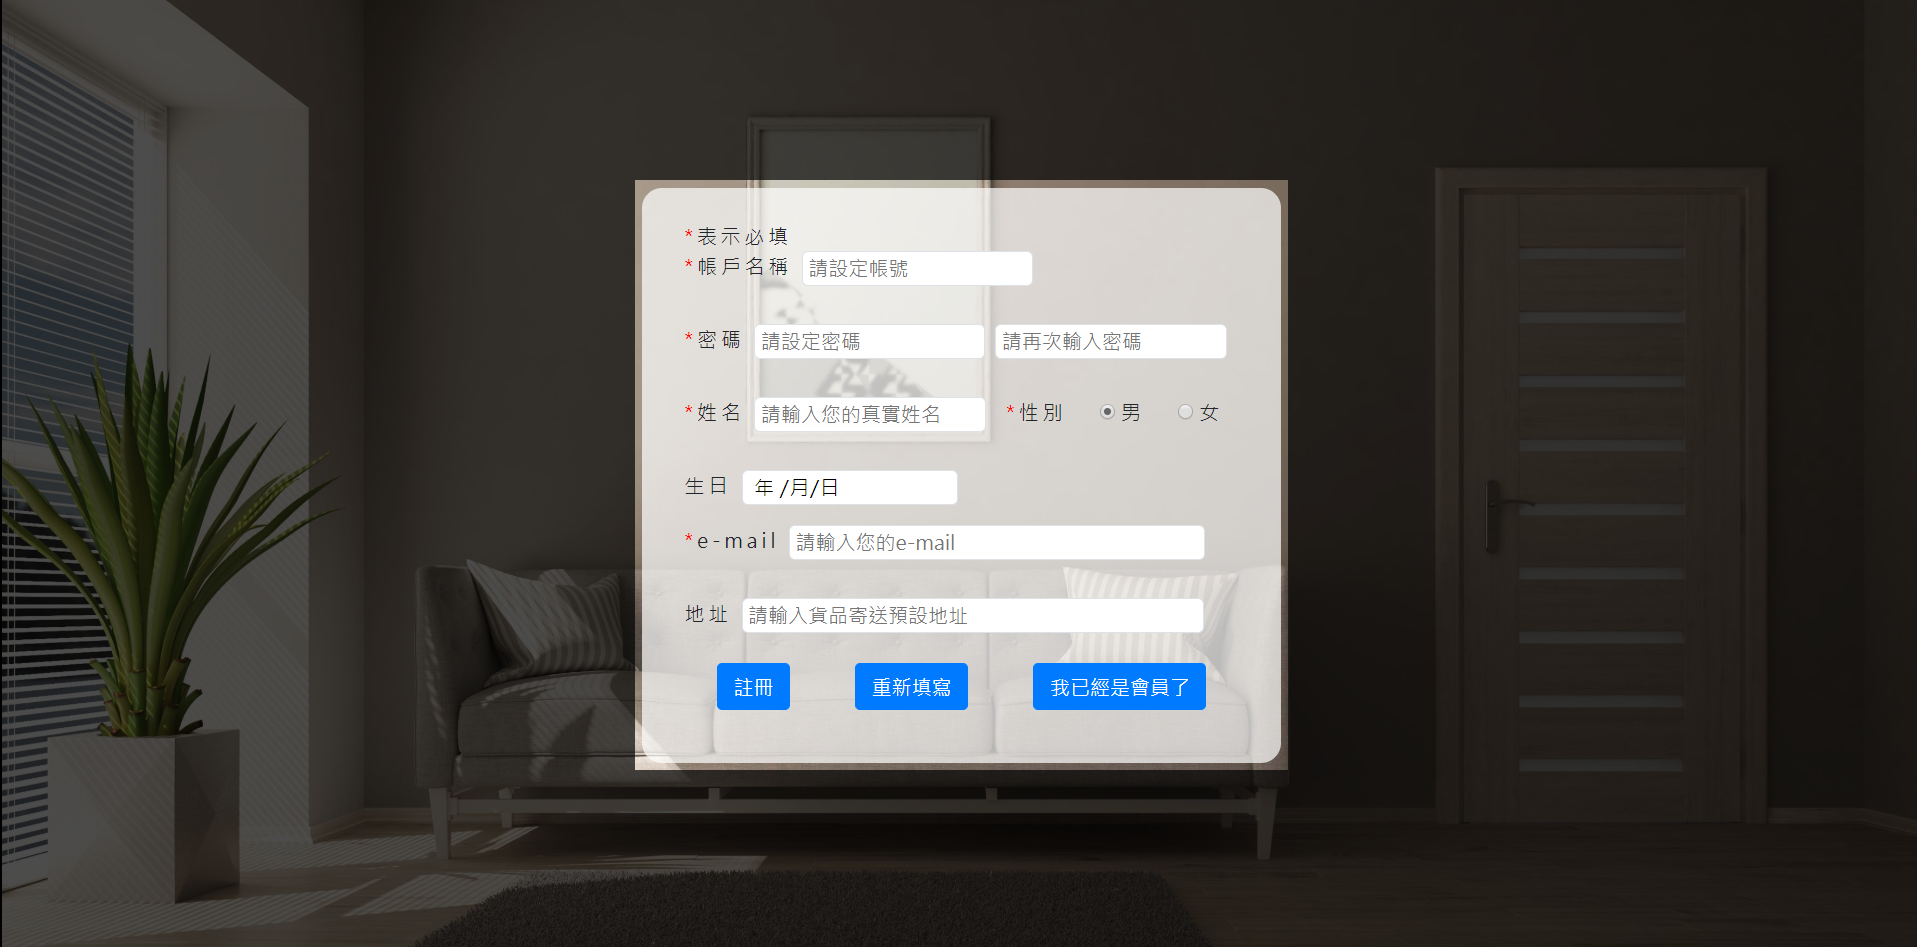 *表示必填
*帳戶名稱 請設定帳號
*密碼 請設定密碼 請再次輸入密碼
*姓名 請輸入您的真實姓名 *性別 男 女
生日 年 /月/日
*e-mail 請輸入您的e-mail
地址 請輸入貨品寄送預設地址
註冊 重新填寫 我已經是會員了